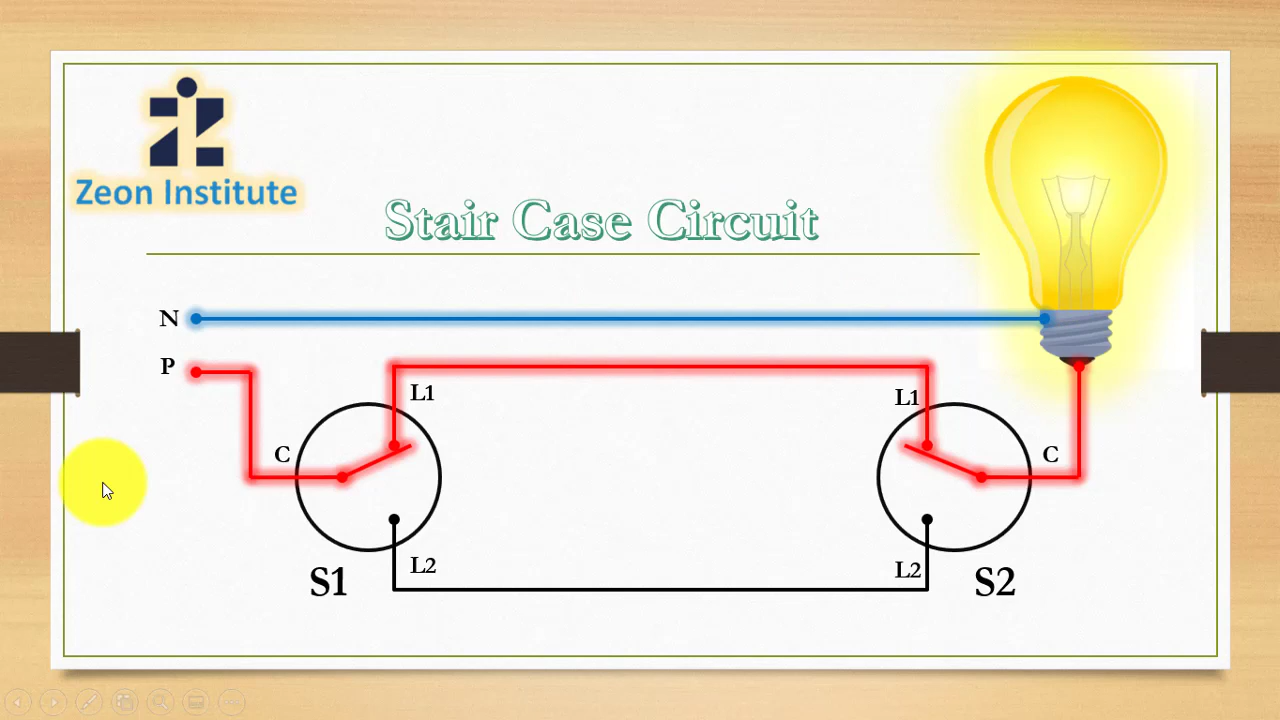 Zeon Institute
Stair Case Circuit
N
P
L1
L1
C
C
L2
L2
S1
S2